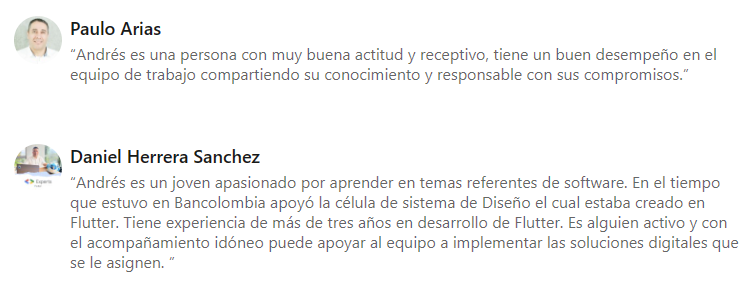 Paulo Arias
“Andrés es una persona con muy buena actitud y receptivo, tiene un buen desempeño en el
equipo de trabajo compartiendo su conocimiento y responsable con sus compromisos.”
Daniel Herrera Sanchez
“Andrés es un joven apasionado por aprender en temas referentes de software. En el tiempo
que estuvo en Bancolombia apoyó la célula de sistema de Diseño el cual estaba creado en
Flutter. Tiene experiencia de más de tres años en desarrollo de Flutter. Es alguien activo y con
el acompañamiento idóneo puede apoyar al equipo a implementar las soluciones digitales que
se le asignen. “